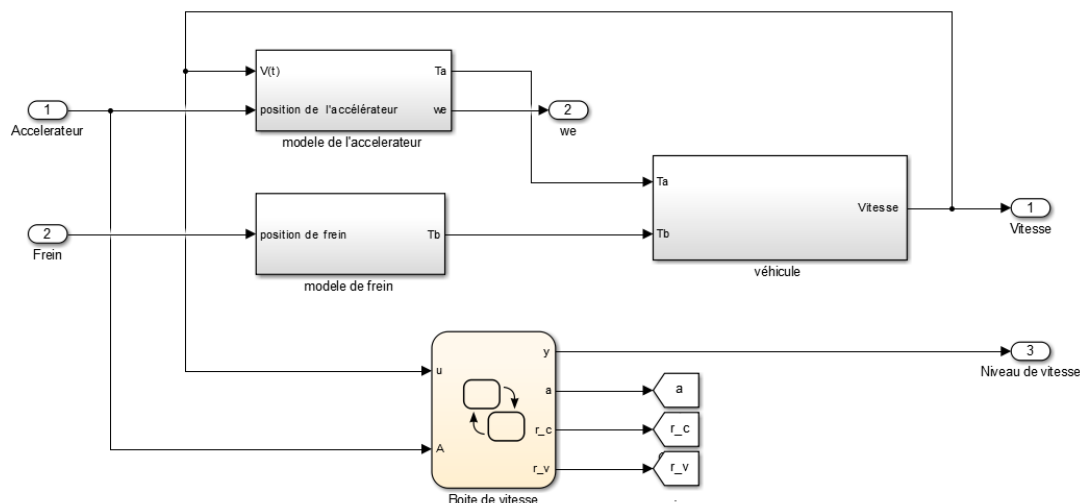 V(t)
Ta
1
position de l'accélérateur
we
2
Accelerateur
modele de l'accelerateur
we
Ta
Vitesse
1
2
position de frein
Tb
Tb
Vitesse
Frein
modele de frein
véhicule
y
3
u
a
a
Niveau de vitesse
r_c
r_c
A
r_v
r_v
Boite de vitesse